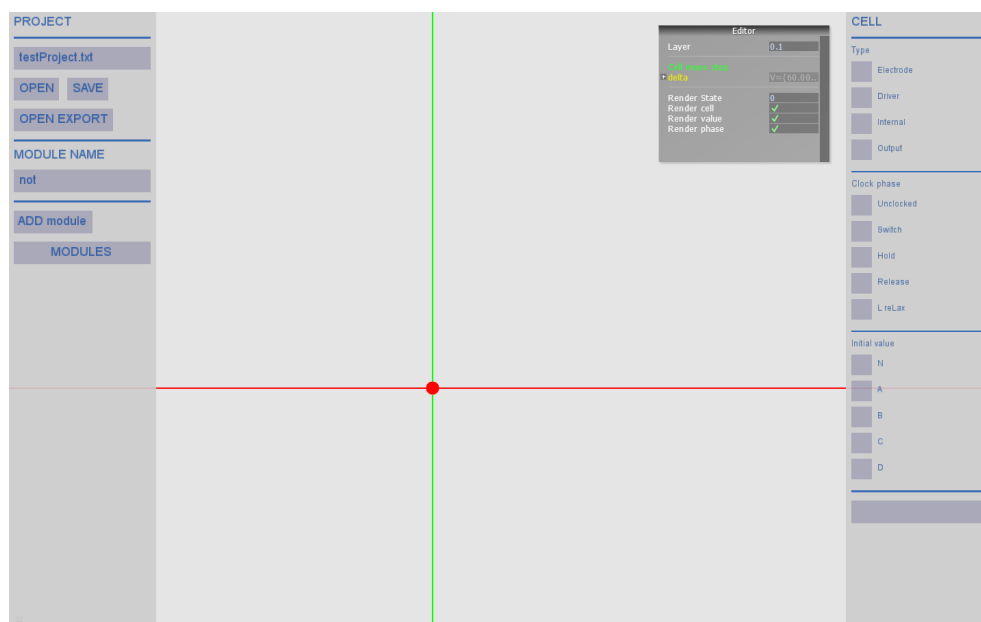 PROJECT
testProject.txt
OPEN SAVE
OPEN EXPORT
MODULE NAME
not
ADD module
MODULES
Editor
Layer 0.1
delta V={60.00..
Render State 0
Render cell
Render value
Render phase
CELL
Type
Electrode
Driver
Internal
Output
Clock phase
Unclocked
Switch
Hold
Release
L reLax
Initial value
N
A
B
C
D